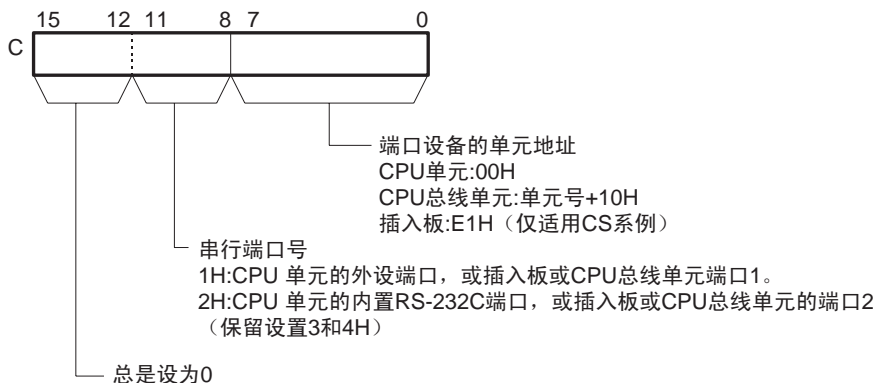 15 12 11 8 7 0
C
端口设备的单元地址
CPU单元:00H
CPU总线单元:单元号+10H
插入板:E1H（仅适用CS系例）
串行端口号
1H:CPU 单元的外设端口，或插入板或CPU总线单元端口1。
2H:CPU 单元的内置RS-232C端口，或插入板或CPU总线单元的端口2
（保留设置3和4H）
总是设为0